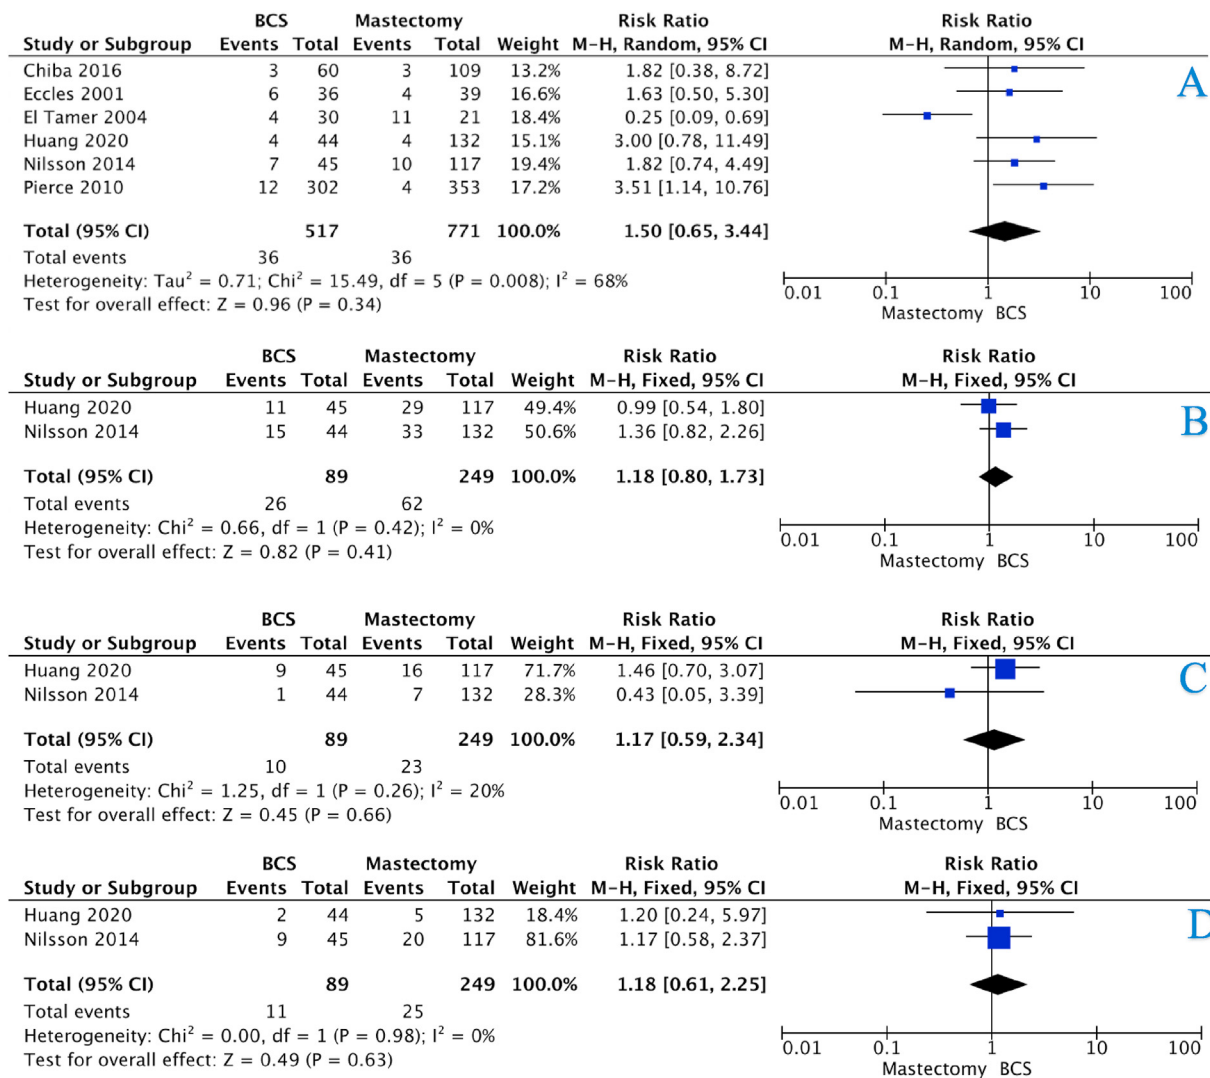 BCS Mastectomy Risk Ratio Risk Ratio
Study or Subgroup Events Total Events Total Weight M-H, Random, 95% CI M-H, Random, 95% CI
Chiba 2016 3 60 3 109 13.2% 1.82 [0.38, 8.72]
Eccles 2001 6 36 4 39 16.6% 1.63 [0.50, 5.30]
El Tamer 2004 4 30 11 21 18.4% 0.25 [0.09, 0.69]
Huang 2020 4 44 4 132 15.1% 3.00 [0.78, 11.49]
Nilsson 2014 7 45 10 117 19.4% 1.82 [0.74, 4.49]
Pierce 2010 12 302 4 353 17.2% 3.51 [1.14, 10.76]
A
Total (95% CI) 517 771 100.0% 1.50 [0.65, 3.44]
Total events 36 36
Heterogeneity: Tau² = 0.71; Chi² = 15.49, df = 5 (P = 0.008); I² = 68%
Test for overall effect: Z = 0.96 (P = 0.34)
0.01 0.1 1 10 100
Mastectomy BCS
BCS Mastectomy Risk Ratio Risk Ratio
Study or Subgroup Events Total Events Total Weight M-H, Fixed, 95% CI M-H, Fixed, 95% CI
Huang 2020 11 45 29 117 49.4% 0.99 [0.54, 1.80]
Nilsson 2014 15 44 33 132 50.6% 1.36 [0.82, 2.26]
B
Total (95% CI) 89 249 100.0% 1.18 [0.80, 1.73]
Total events 26 62
Heterogeneity: Chi² = 0.66, df = 1 (P = 0.42); I² = 0%
Test for overall effect: Z = 0.82 (P = 0.41)
0.01 0.1 1 10 100
Mastectomy BCS
BCS Mastectomy Risk Ratio Risk Ratio
Study or Subgroup Events Total Events Total Weight M-H, Fixed, 95% CI M-H, Fixed, 95% CI
Huang 2020 9 45 16 117 71.7% 1.46 [0.70, 3.07]
Nilsson 2014 1 44 7 132 28.3% 0.43 [0.05, 3.39]
C
Total (95% CI) 89 249 100.0% 1.17 [0.59, 2.34]
Total events 10 23
Heterogeneity: Chi² = 1.25, df = 1 (P = 0.26); I² = 20%
Test for overall effect: Z = 0.45 (P = 0.66)
0.01 0.1 1 10 100
Mastectomy BCS
BCS Mastectomy Risk Ratio Risk Ratio
Study or Subgroup Events Total Events Total Weight M-H, Fixed, 95% CI M-H, Fixed, 95% CI
Huang 2020 2 44 5 132 18.4% 1.20 [0.24, 5.97]
Nilsson 2014 9 45 20 117 81.6% 1.17 [0.58, 2.37]
D
Total (95% CI) 89 249 100.0% 1.18 [0.61, 2.25]
Total events 11 25
Heterogeneity: Chi² = 0.00, df = 1 (P = 0.98); I² = 0%
Test for overall effect: Z = 0.49 (P = 0.63)
0.01 0.1 1 10 100
Mastectomy BCS